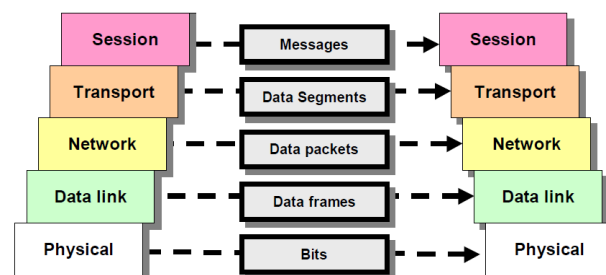 Session Messages Session
Transport Data Segments Transport
Network Data packets Network
Data link Data frames Data link
Physical Bits Physical